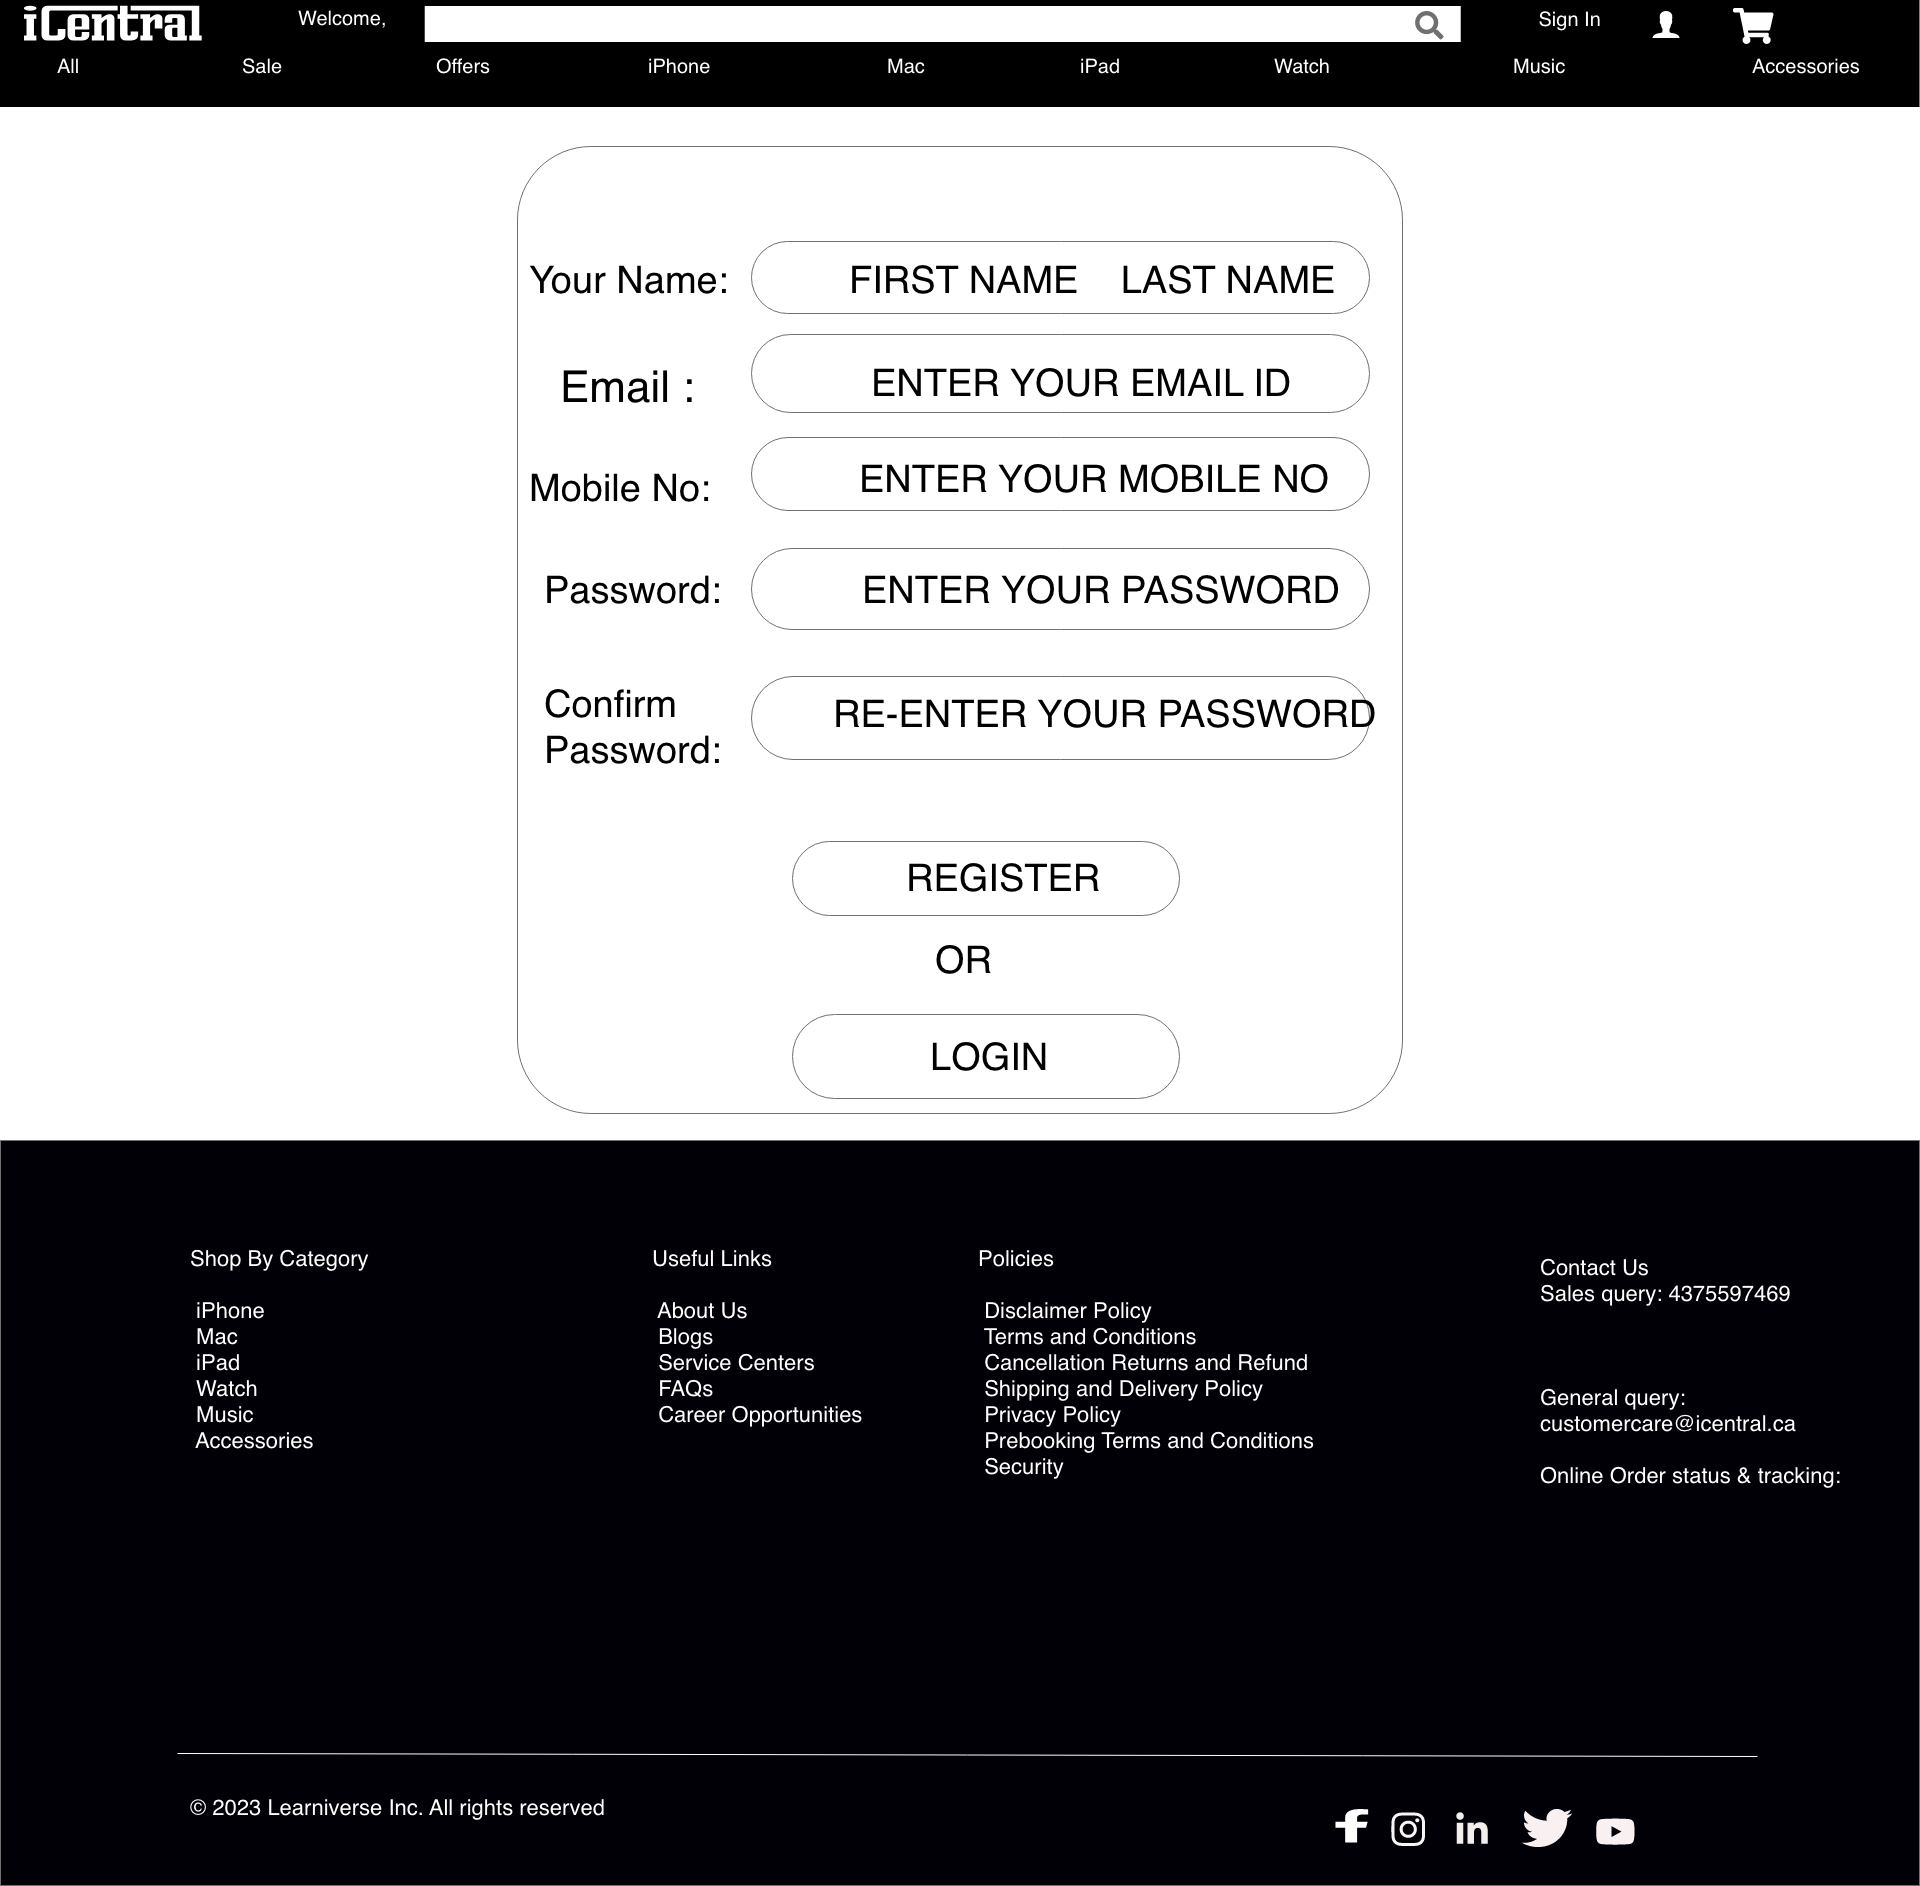 iCentral
Welcome,
Sign In
All Sale Offers iPhone Mac iPad Watch Music Accessories
Your Name: FIRST NAME LAST NAME
Email : ENTER YOUR EMAIL ID
Mobile No: ENTER YOUR MOBILE NO
Password: ENTER YOUR PASSWORD
Confirm
Password:
RE-ENTER YOUR PASSWORD
REGISTER
OR
LOGIN
Shop By Category
iPhone
Mac
iPad
Watch
Music
Accessories
Useful Links
About Us
Blogs
Service Centers
FAQs
Career Opportunities
Policies
Disclaimer Policy
Terms and Conditions
Cancellation Returns and Refund
Shipping and Delivery Policy
Privacy Policy
Prebooking Terms and Conditions
Security
Contact Us
Sales query: 4375597469
General query:
customercare@icentral.ca
Online Order status & tracking:
© 2023 Learniverse Inc. All rights reserved